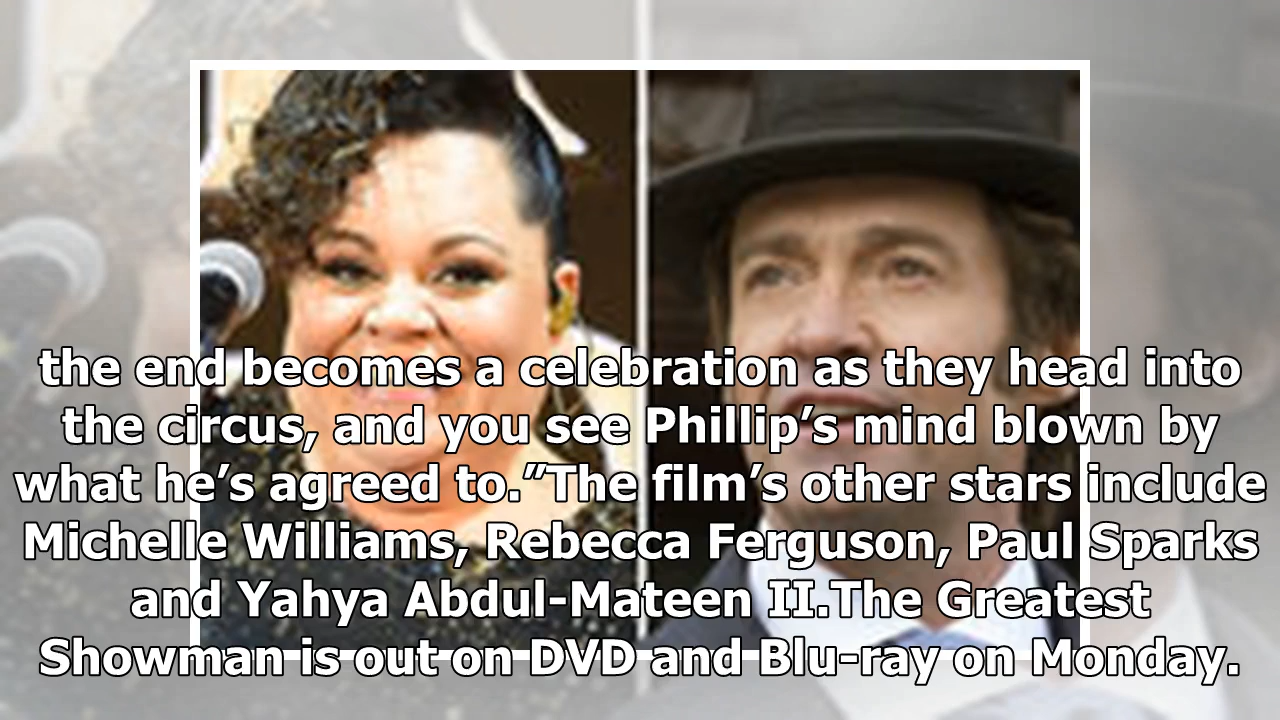 the end becomes a celebration as they head into
the circus, and you see Phillip’s mind blown by
what he’s agreed to.”The film’s other stars include
Michelle Williams, Rebecca Ferguson, Paul Sparks
and Yahya Abdul-Mateen II.The Greatest
Showman is out on DVD and Blu-ray on Monday.